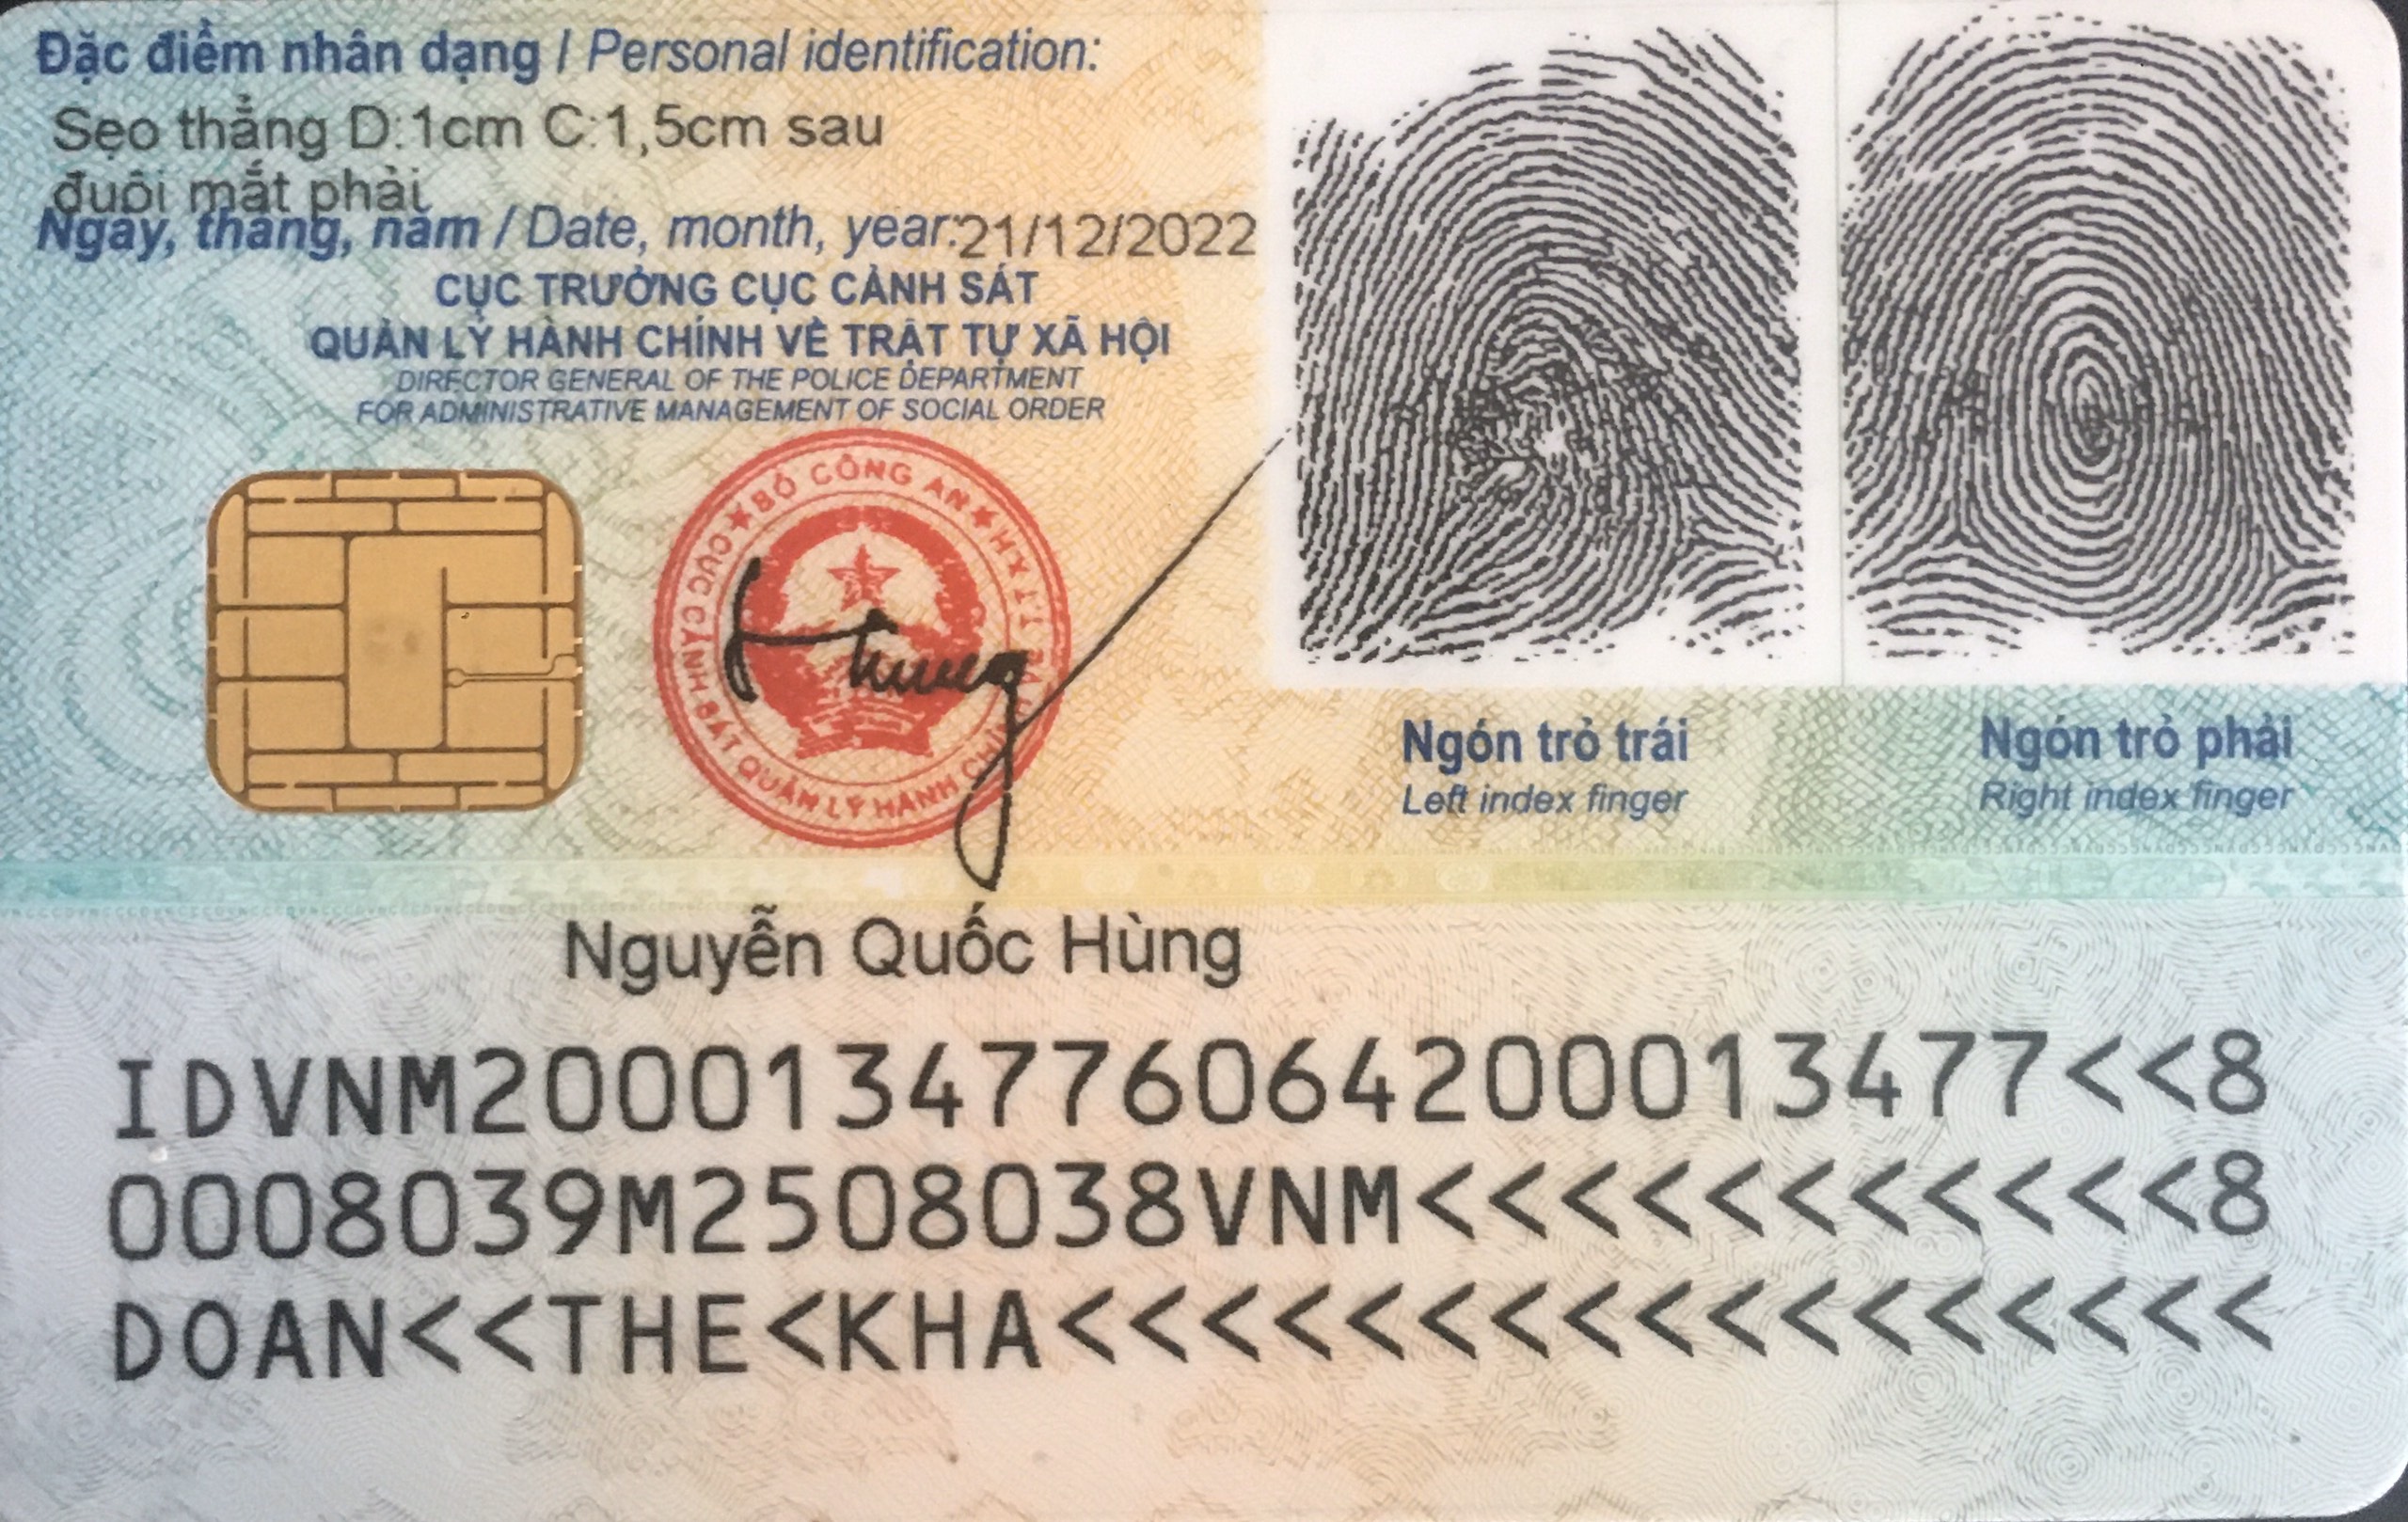 Đặc điểm nhân dạng / Personal identification:
Sẹo thẳng D:1cm C:1,5cm sau
đuôi mắt phải
Ngày, tháng, năm / Date, month, year: 21/12/2022
CỤC TRƯỞNG CỤC CẢNH SÁT
QUẢN LÝ HÀNH CHÍNH VỀ TRẬT TỰ XÃ HỘI
DIRECTOR GENERAL OF THE POLICE DEPARTMENT
FOR ADMINISTRATIVE MANAGEMENT OF SOCIAL ORDER
BỘ CÔNG AN
CỤC CẢNH SÁT QUẢN LÝ HÀNH CHÍNH
Hùng
Ngón trỏ trái
Left index finger
Ngón trỏ phải
Right index finger
Nguyễn Quốc Hùng
IDVNM2000134776064200013477<<8
0008039M2508038VNM<<<<<<<<<<<8
DOAN<<THE<KHA<<<<<<<<<<<<<<<<<